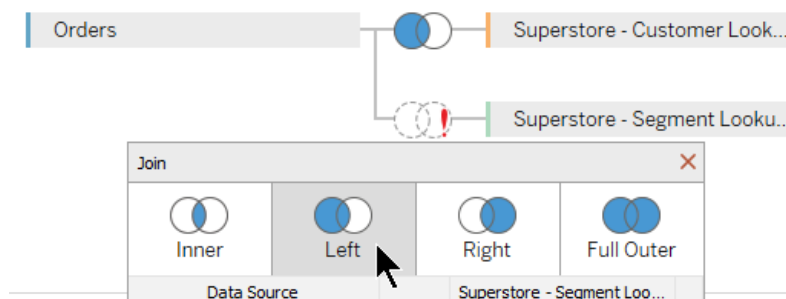 Orders
Superstore - Customer Look...
Superstore - Segment Looku...
Join
Inner
Left
Right
Full Outer
Data Source
Superstore - Segment Loo...